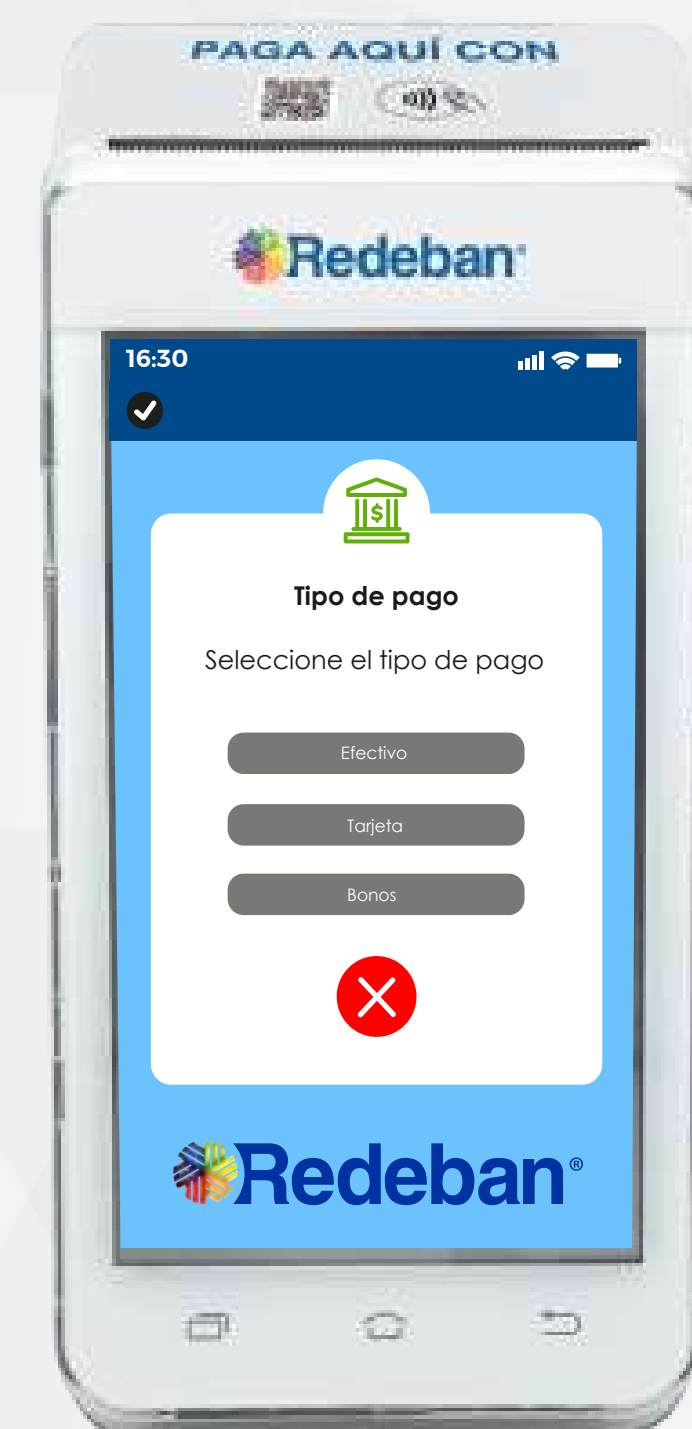 PAGA AQUÍ CON
Redeban
16:30
$
Tipo de pago
Seleccione el tipo de pago
Efectivo
Tarjeta
Bonos
Redeban®